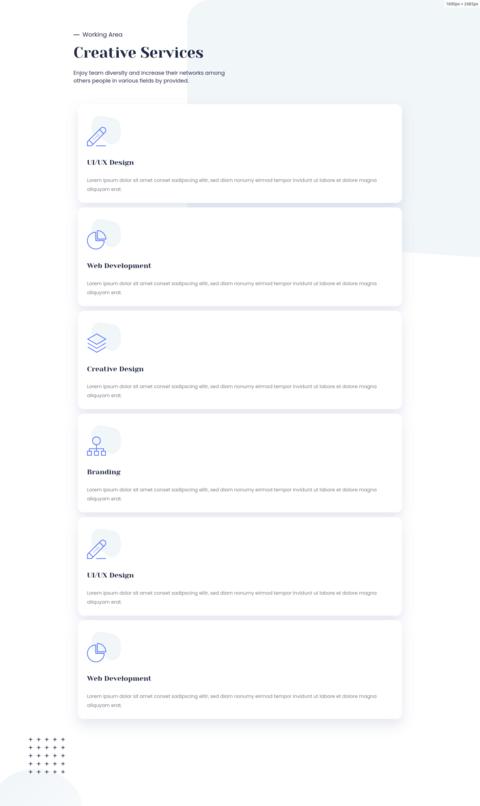 1600px × 2683px
Working Area
Creative Services
Enjoy team diversity and increase their networks among
others people in various fields by provided.
UI/UX Design
Lorem ipsum dolor sit amet conset sadipscing elitr, sed diam nonumy eirmod tempor invidunt ut labore et dolore magna
aliquyam erat.
Web Development
Lorem ipsum dolor sit amet conset sadipscing elitr, sed diam nonumy eirmod tempor invidunt ut labore et dolore magna
aliquyam erat.
Creative Design
Lorem ipsum dolor sit amet conset sadipscing elitr, sed diam nonumy eirmod tempor invidunt ut labore et dolore magna
aliquyam erat.
Branding
Lorem ipsum dolor sit amet conset sadipscing elitr, sed diam nonumy eirmod tempor invidunt ut labore et dolore magna
aliquyam erat.
UI/UX Design
Lorem ipsum dolor sit amet conset sadipscing elitr, sed diam nonumy eirmod tempor invidunt ut labore et dolore magna
aliquyam erat.
Web Development
Lorem ipsum dolor sit amet conset sadipscing elitr, sed diam nonumy eirmod tempor invidunt ut labore et dolore magna
aliquyam erat.